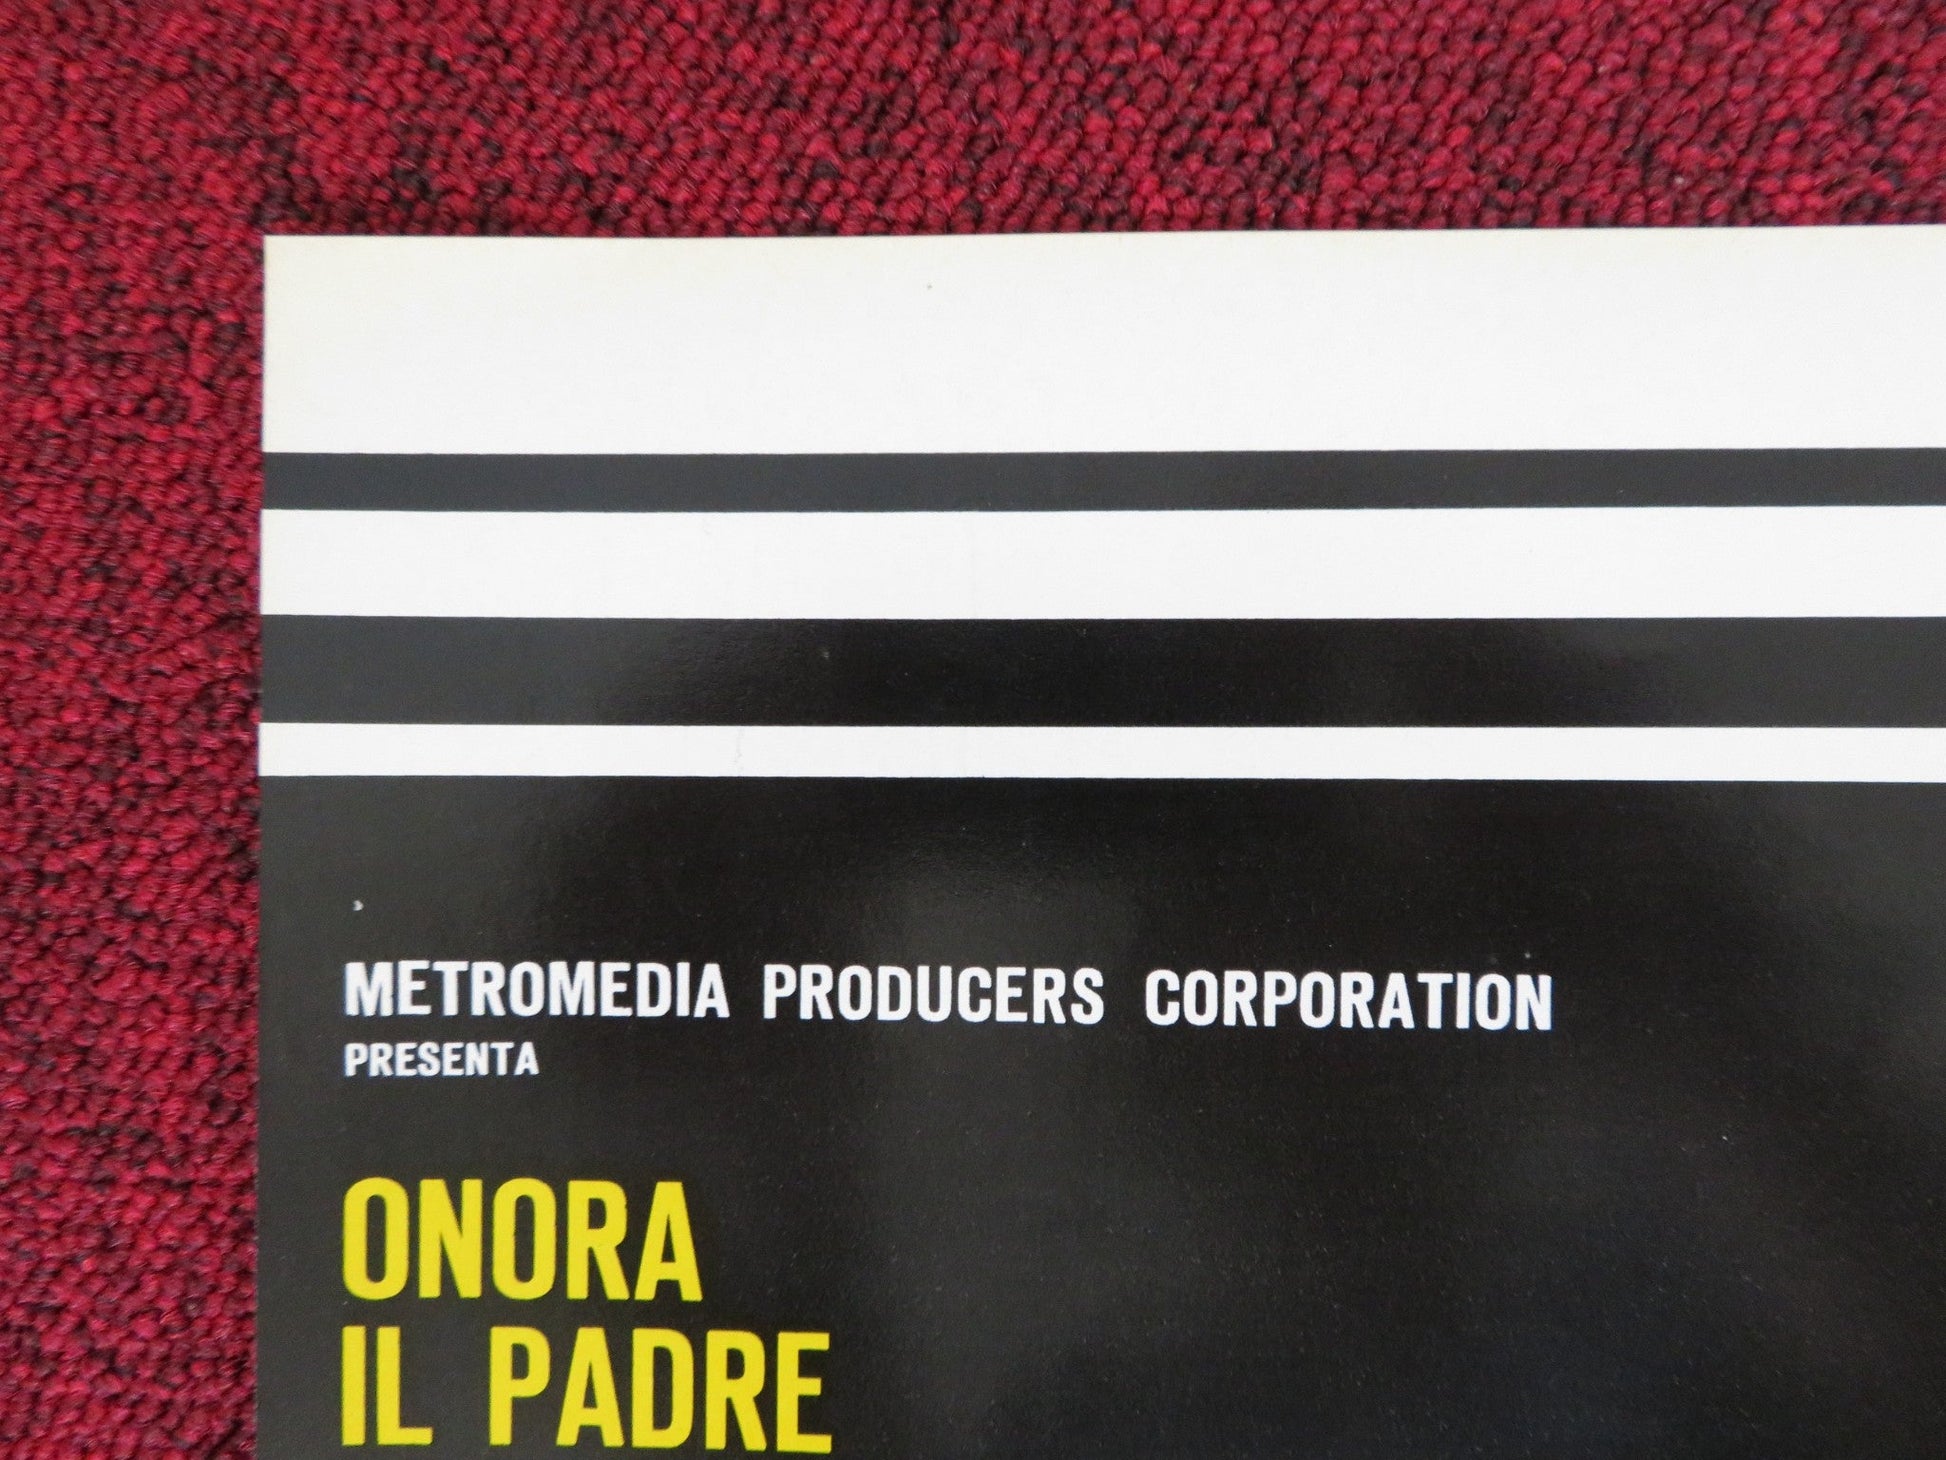 METROMEDIA PRODUCERS CORPORATION
PRESENTA
ONORA
IL PADRE